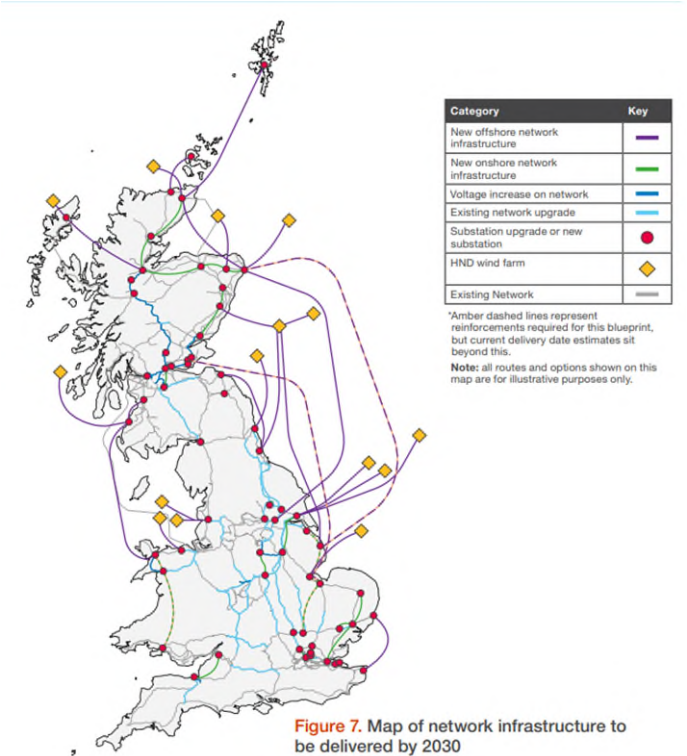 Category Key
New offshore network
infrastructure
New onshore network
infrastructure
Voltage increase on network
Existing network upgrade
Substation upgrade or new
substation
HND wind farm
Existing Network
*Amber dashed lines represent
reinforcements required for this blueprint,
but current delivery date estimates sit
beyond this.
Note: all routes and options shown on this
map are for illustrative purposes only.
Figure 7. Map of network infrastructure to
be delivered by 2030